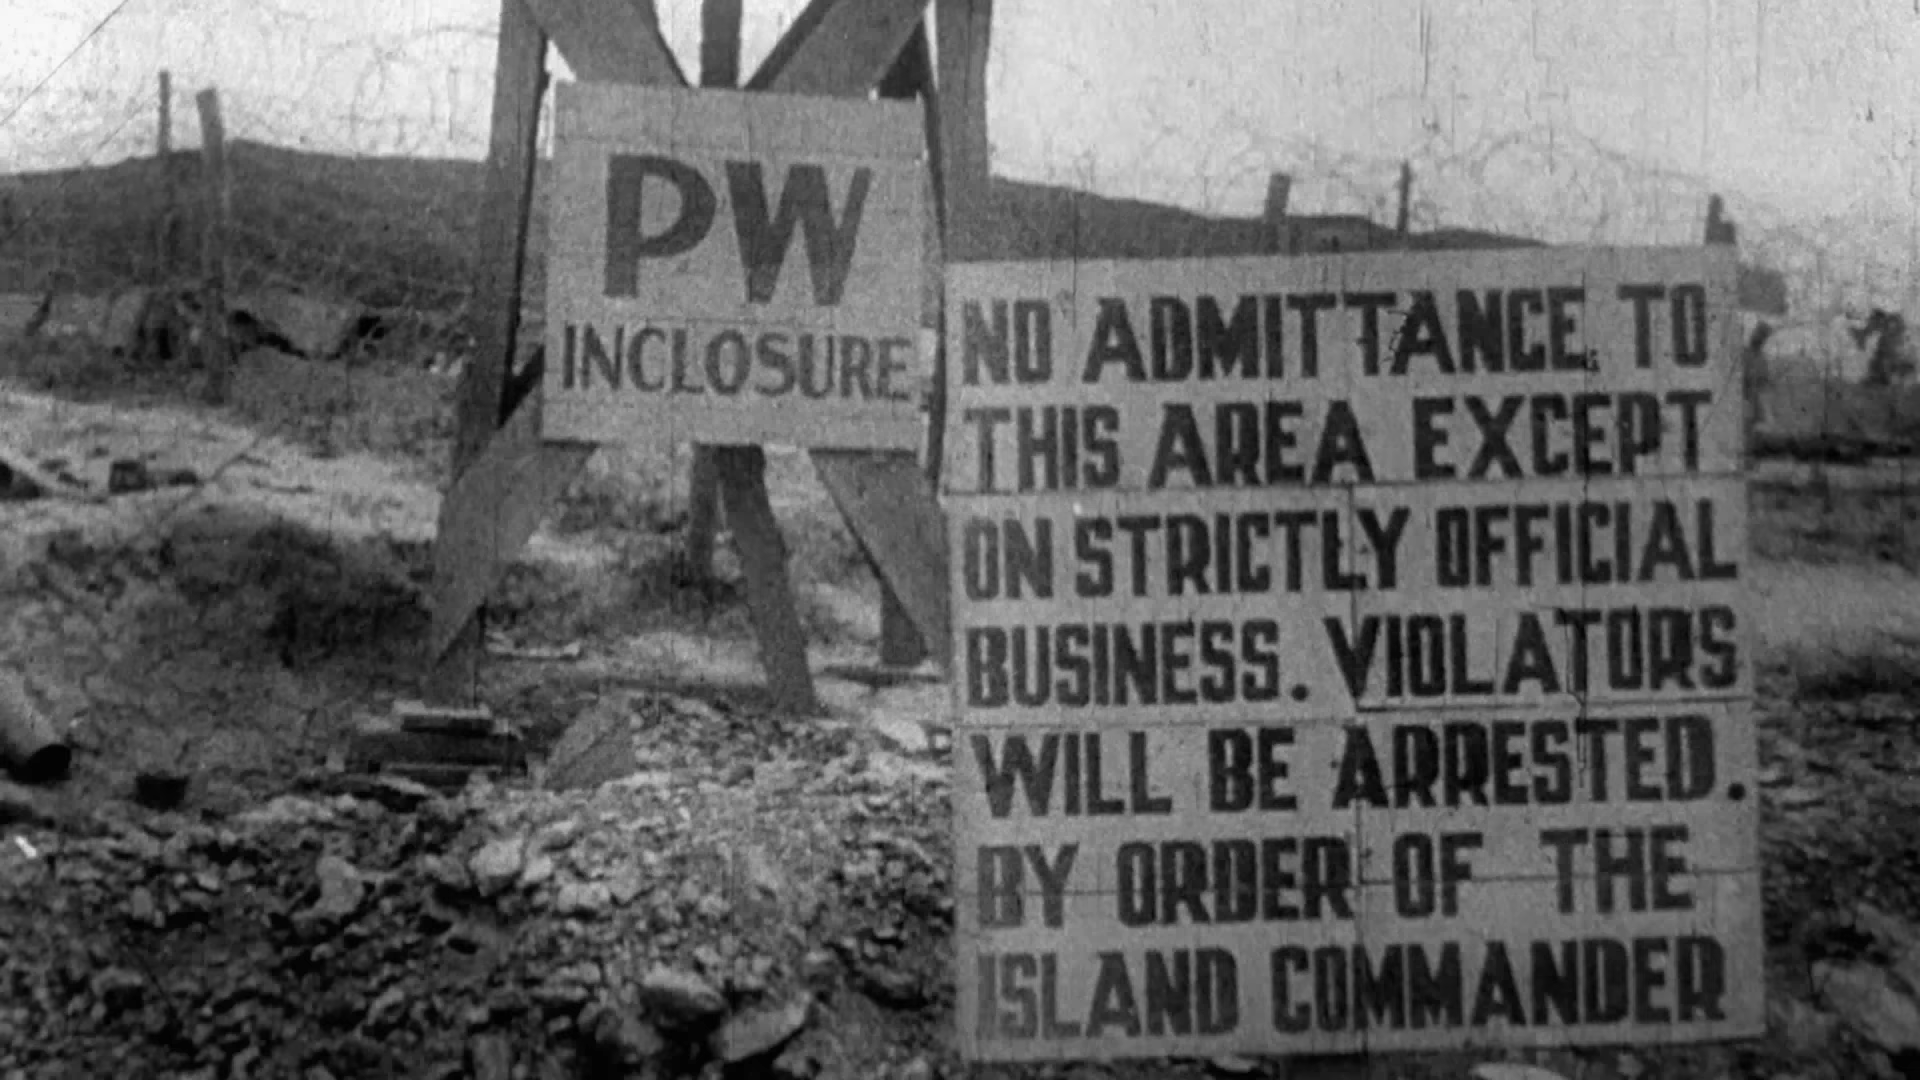 PW
INCLOSURE
NO ADMITTANCE TO
THIS AREA EXCEPT
ON STRICTLY OFFICIAL
BUSINESS. VIOLATORS
WILL BE ARRESTED.
BY ORDER OF THE
ISLAND COMMANDER